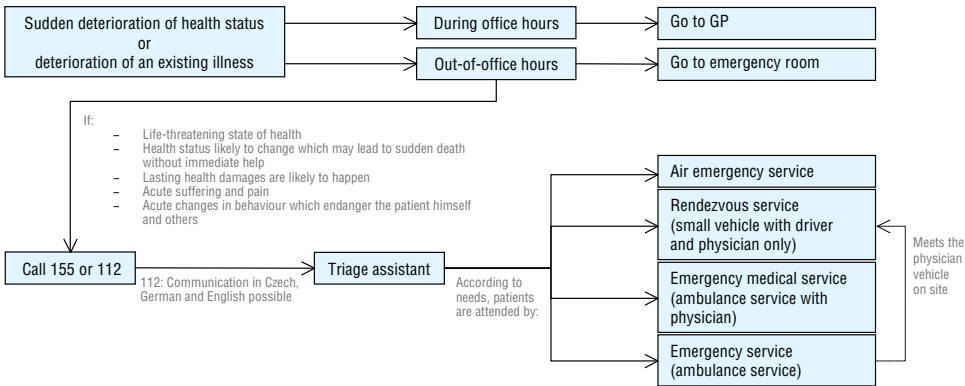 Sudden deterioration of health status
or
deterioration of an existing illness
During office hours
Go to GP
Out-of-office hours
Go to emergency room
If:
– Life-threatening state of health
– Health status likely to change which may lead to sudden death
without immediate help
– Lasting health damages are likely to happen
– Acute suffering and pain
– Acute changes in behaviour which endanger the patient himself
and others
Call 155 or 112
112: Communication in Czech,
German and English possible
Triage assistant
According to
needs, patients
are attended by:
Air emergency service
Rendezvous service
(small vehicle with driver
and physician only)
Emergency medical service
(ambulance service with
physician)
Emergency service
(ambulance service)
Meets the
physician
vehicle
on site